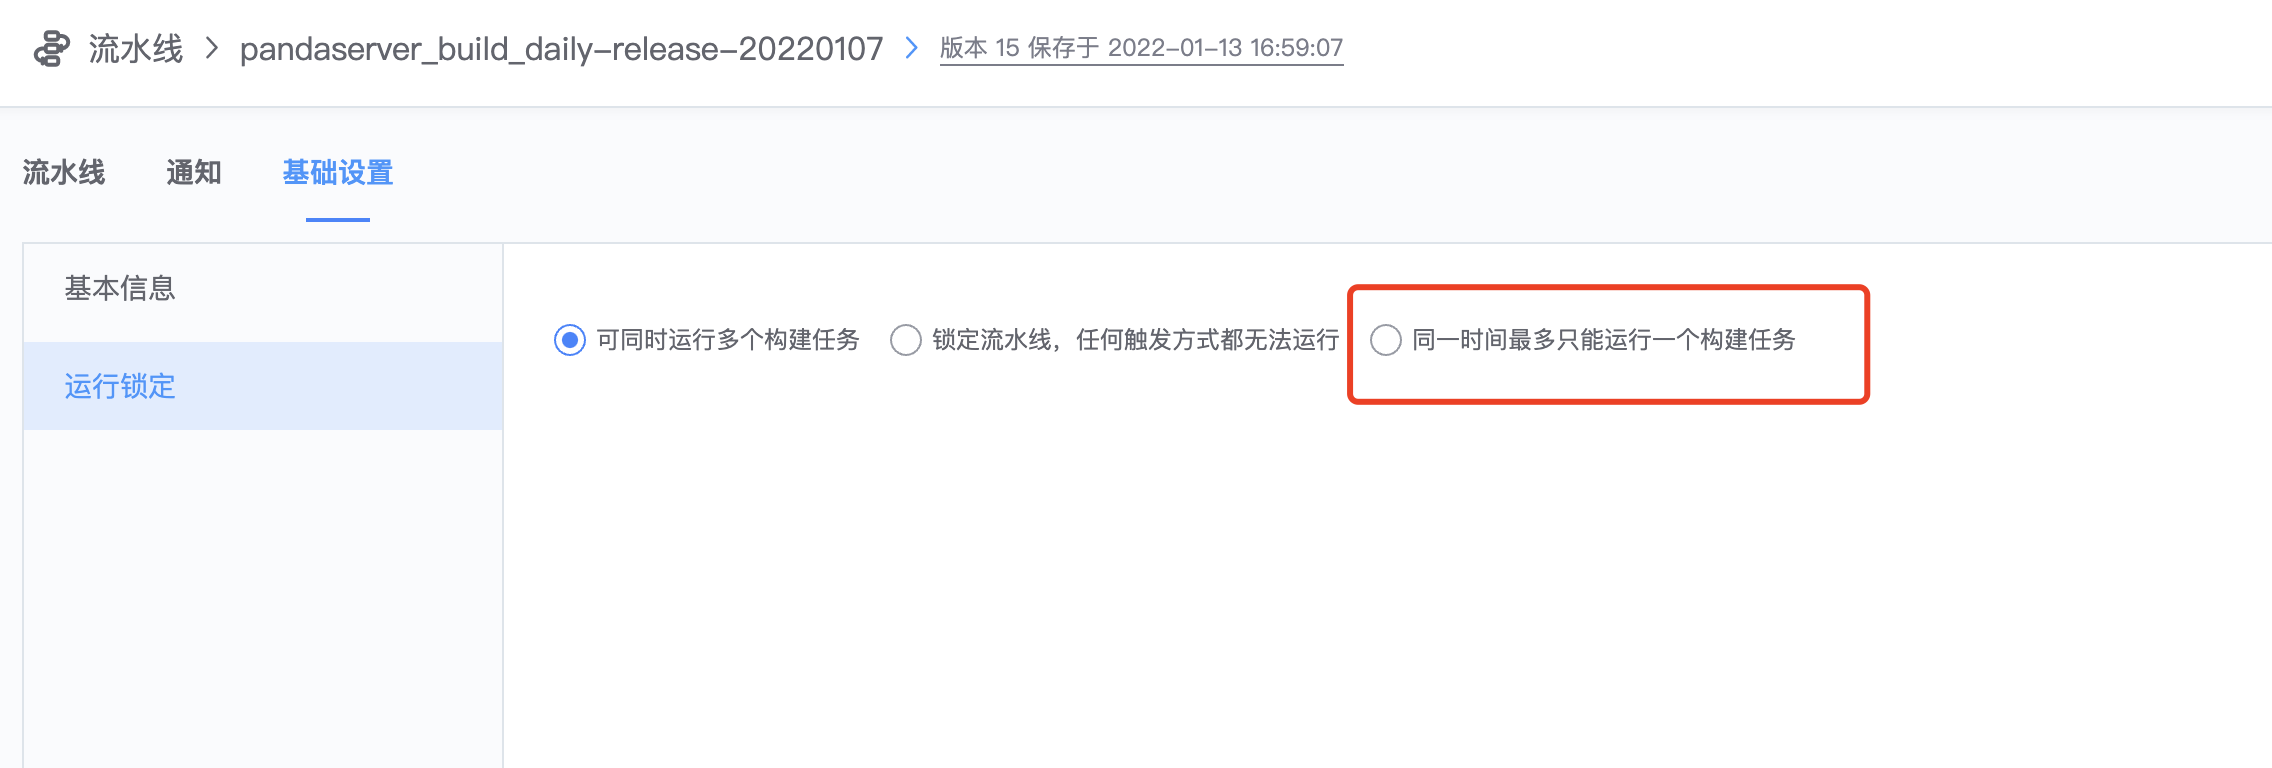 流水线 > pandaserver_build_daily-release-20220107 > 版本 15 保存于 2022-01-13 16:59:07
流水线 通知 基础设置
基本信息
可同时运行多个构建任务 锁定流水线，任何触发方式都无法运行 同一时间最多只能运行一个构建任务
运行锁定